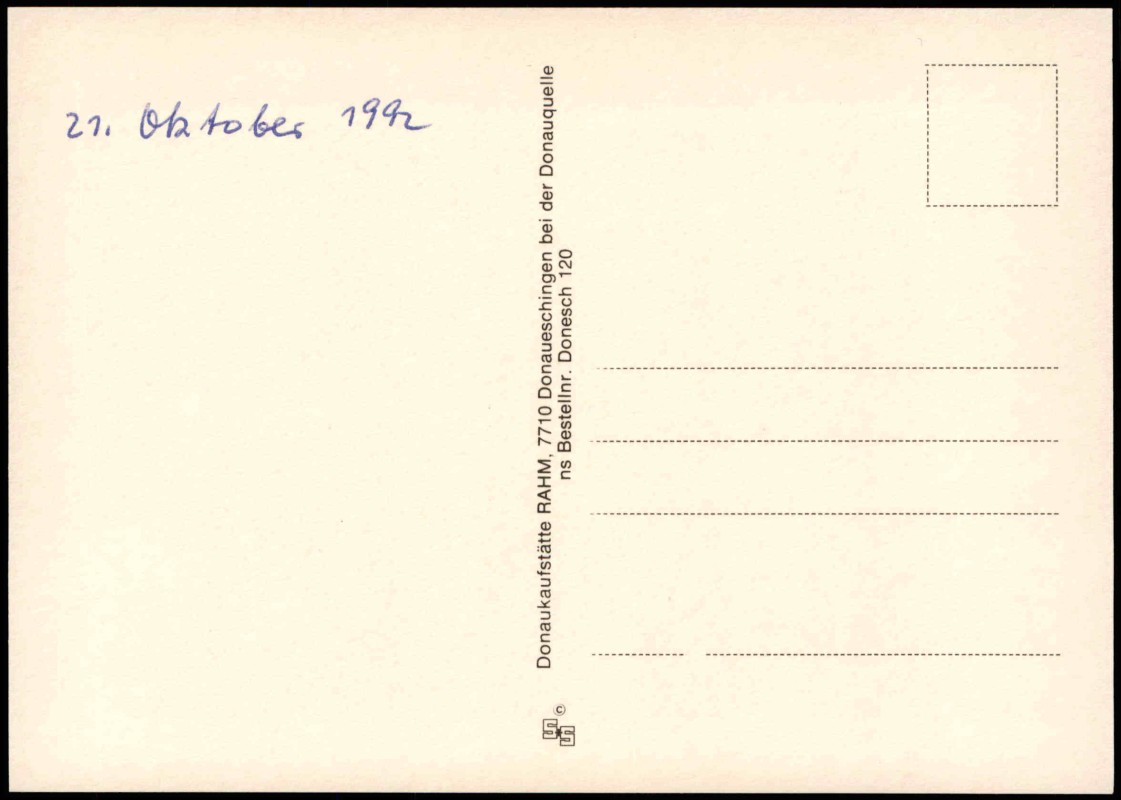 21. Oktober 1992
Donaukaufstätte RAHM, 7710 Donaueschingen bei der Donauquelle
ns Bestellnr. Donesch 120
©